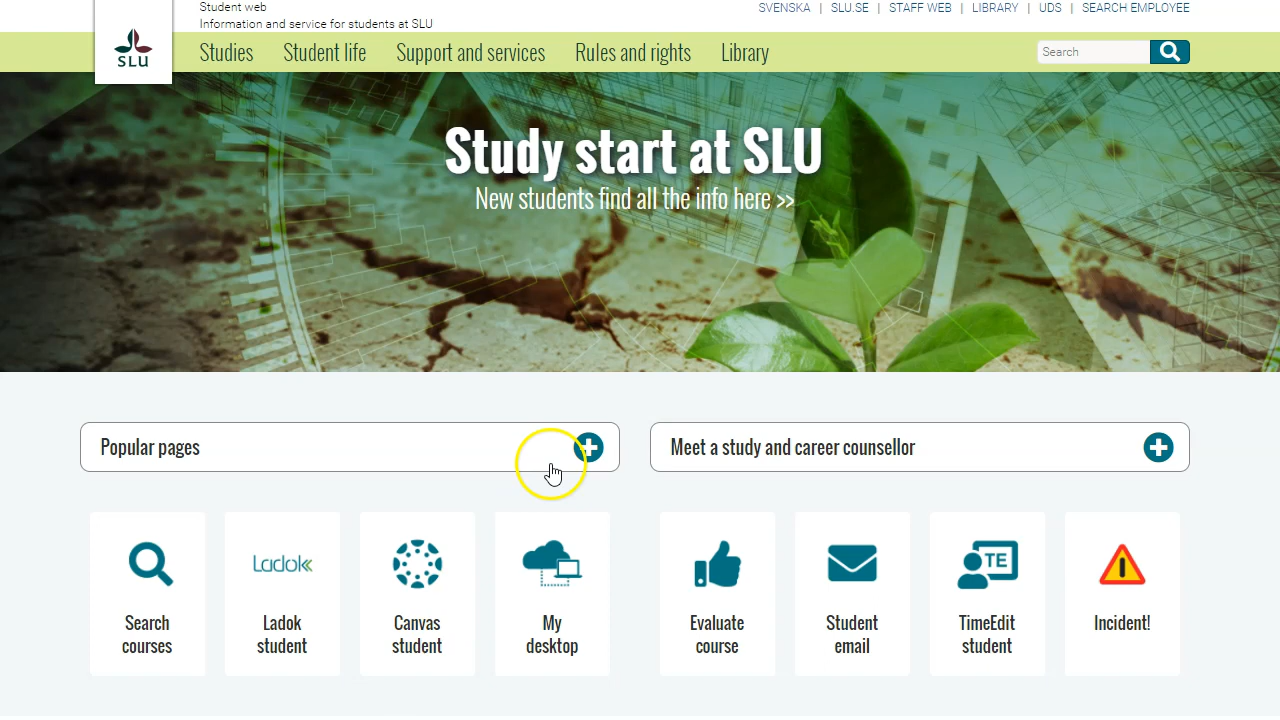 Student web
Information and service for students at SLU
SVENSKA | SLU.SE | STAFF WEB | LIBRARY | UDS | SEARCH EMPLOYEE
SLU
Studies Student life Support and services Rules and rights Library
Search
Study start at SLU
New students find all the info here >>
Popular pages
Meet a study and career counsellor
Ladok
TE
Search
courses
Ladok
student
Canvas
student
My
desktop
Evaluate
course
Student
email
TimeEdit
student
Incident!